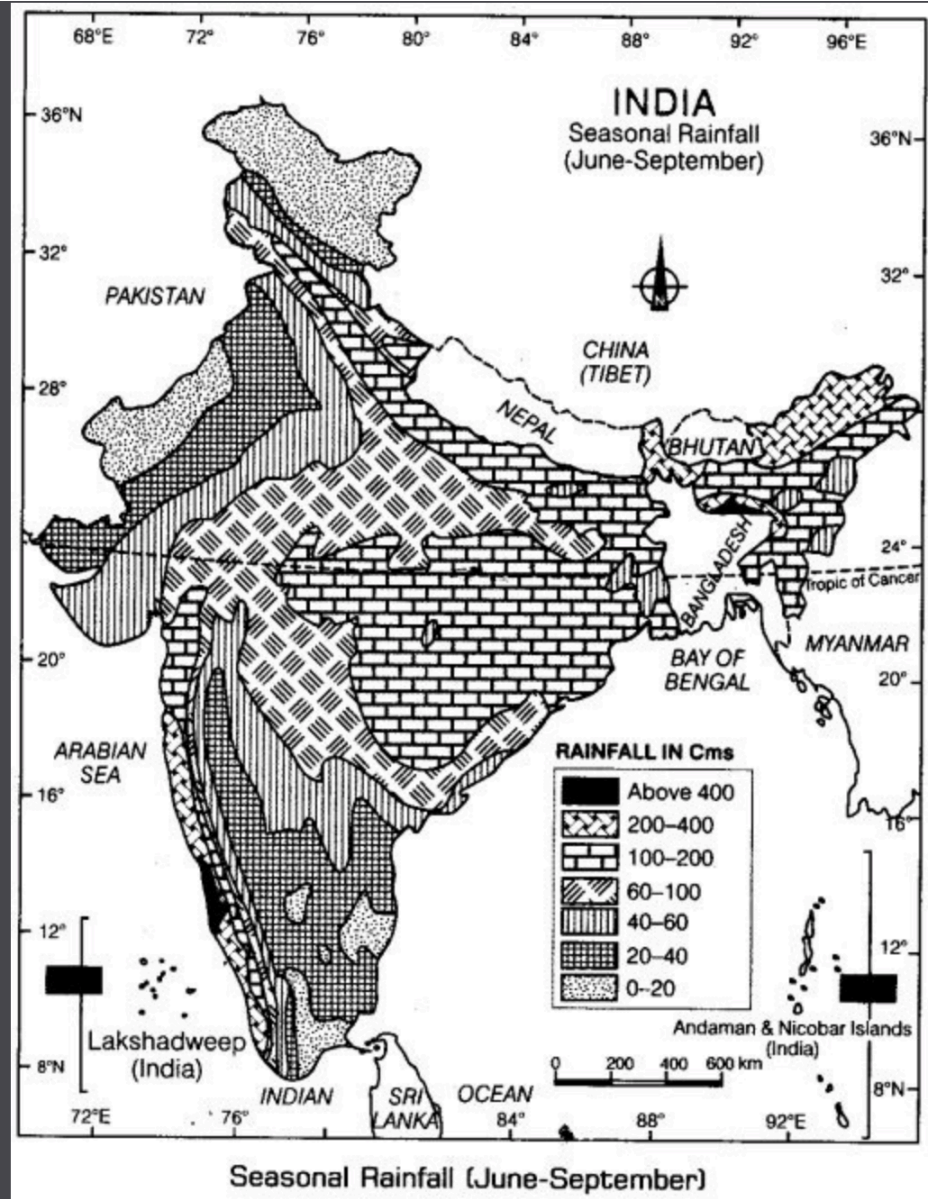 68°E 72° 76° 80° 84° 88° 92° 96°E
36°N
INDIA
Seasonal Rainfall
(June-September)
36°N
32°
32°
PAKISTAN
N
CHINA
(TIBET)
28°
28°
NEPAL
BHUTAN
24°
24°
BANGLADESH
Tropic of Cancer
MYANMAR
20°
20°
BAY OF
BENGAL
ARABIAN
SEA
RAINFALL IN Cms
Above 400
200–400
100–200
60–100
40–60
20–40
0–20
16°
16°
12°
12°
Lakshadweep
(India)
Andaman & Nicobar Islands
(India)
8°N
0 200 400 600 km
8°N
INDIAN
SRI
LANKA
OCEAN
72°E 76° 80° 84° 88° 92°E
Seasonal Rainfall (June-September)